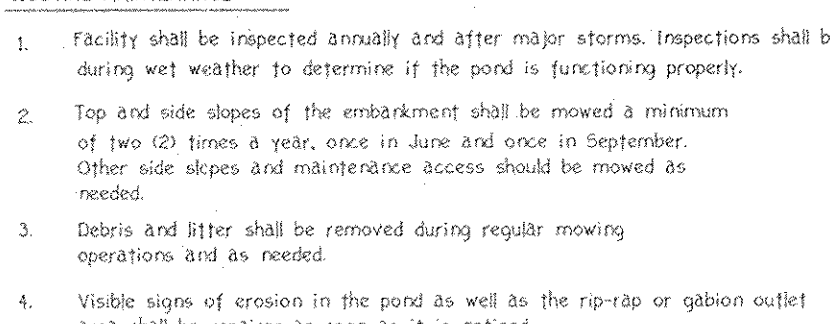 1. Facility shall be inspected annually and after major storms. Inspections shall b
during wet weather to determine if the pond is functioning properly.
2. Top and side slopes of the embankment shall be mowed a minimum
of two (2) times a year, once in June and once in September.
Other side slopes and maintenance access should be mowed as
needed.
3. Debris and litter shall be removed during regular mowing
operations and as needed.
4. Visible signs of erosion in the pond as well as the rip-rap or gabion outlet